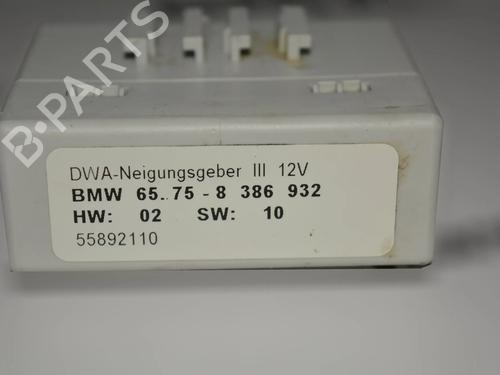 B-PARTS
DWA-Neigungsgeber III 12V
BMW 65.75-8 386 932
HW: 02 SW: 10
55892110